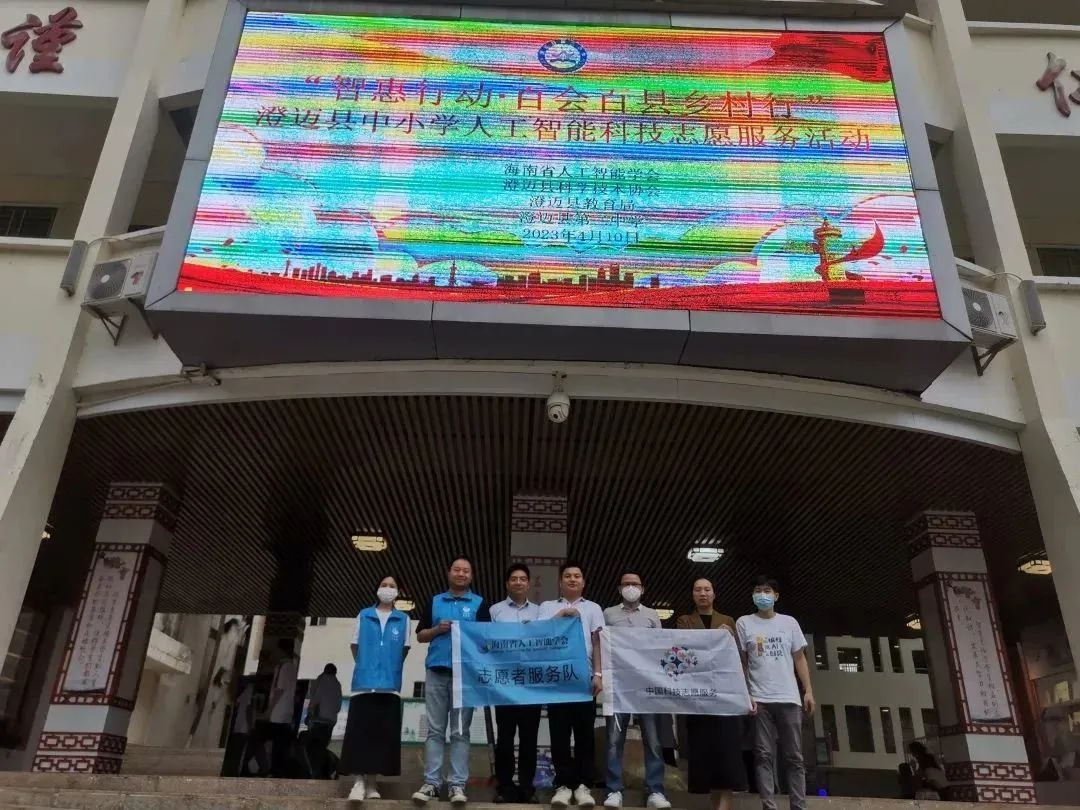 谨
“智惠行动·百会百县乡村行”
澄迈县中小学人工智能科技志愿服务活动
海南省人工智能学会
澄迈县科学技术协会
澄迈县教育局
澄迈县第二中学
2023年4月10日
海南省人工智能学会
志愿者服务队
中国科技志愿服务